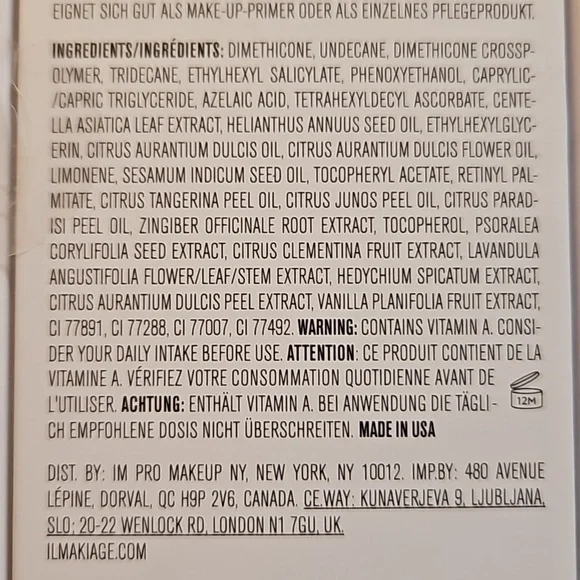 EIGNET SICH GUT ALS MAKE-UP-PRIMER ODER ALS EINZELNES PFLEGEPRODUKT.
INGREDIENTS/INGRÉDIENTS: DIMETHICONE, UNDECANE, DIMETHICONE CROSSP-
OLYMER, TRIDECANE, ETHYLHEXYL SALICYLATE, PHENOXYETHANOL, CAPRYLIC-
/CAPRIC TRIGLYCERIDE, AZELAIC ACID, TETRAHEXYLDECYL ASCORBATE, CENTE-
LLA ASIATICA LEAF EXTRACT, HELIANTHUS ANNUUS SEED OIL, ETHYLHEXYLGLYC-
ERIN, CITRUS AURANTIUM DULCIS OIL, CITRUS AURANTIUM DULCIS FLOWER OIL,
LIMONENE, SESAMUM INDICUM SEED OIL, TOCOPHERYL ACETATE, RETINYL PAL-
MITATE, CITRUS TANGERINA PEEL OIL, CITRUS JUNOS PEEL OIL, CITRUS PARAD-
ISI PEEL OIL, ZINGIBER OFFICINALE ROOT EXTRACT, TOCOPHEROL, PSORALEA
CORYLIFOLIA SEED EXTRACT, CITRUS CLEMENTINA FRUIT EXTRACT, LAVANDULA
ANGUSTIFOLIA FLOWER/LEAF/STEM EXTRACT, HEDYCHIUM SPICATUM EXTRACT,
CITRUS AURANTIUM DULCIS PEEL EXTRACT, VANILLA PLANIFOLIA FRUIT EXTRACT,
CI 77891, CI 77288, CI 77007, CI 77492. WARNING: CONTAINS VITAMIN A. CONSI-
DER YOUR DAILY INTAKE BEFORE USE. ATTENTION: CE PRODUIT CONTIENT DE LA
VITAMINE A. VÉRIFIEZ VOTRE CONSOMMATION QUOTIDIENNE AVANT DE
L'UTILISER. ACHTUNG: ENTHÄLT VITAMIN A. BEI ANWENDUNG DIE TÄGLI-
CH EMPFOHLENE DOSIS NICHT ÜBERSCHREITEN. MADE IN USA
12M
DIST. BY: IM PRO MAKEUP NY, NEW YORK, NY 10012. IMP.BY: 480 AVENUE
LÉPINE, DORVAL, QC H9P 2V6, CANADA. CE.WAY: KUNAVERJEVA 9, LJUBLJANA,
SLO; 20-22 WENLOCK RD, LONDON N1 7GU, UK.
ILMAKIAGE.COM